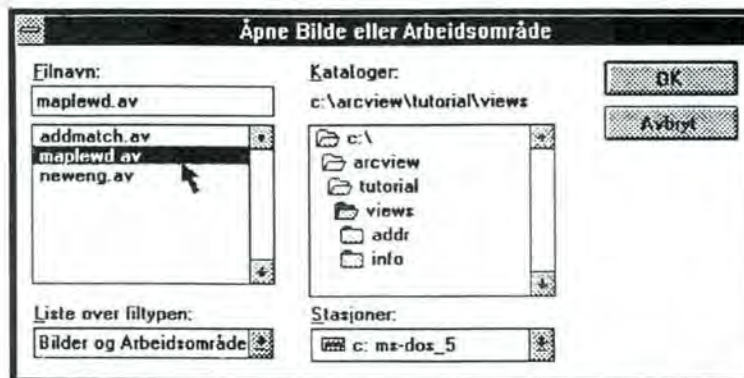 Åpne Bilde eller Arbeidsområde
Filnavn:
maplewd.av
addmatch.av
maplewd.av
neweng.av
Liste over filtypen:
Bilder og Arbeidsområde
Kataloger:
c:\arcview\tutorial\views
c:\
arcview
tutorial
views
addr
info
Stasjoner:
c: ms-dos_5
OK
Avbryt